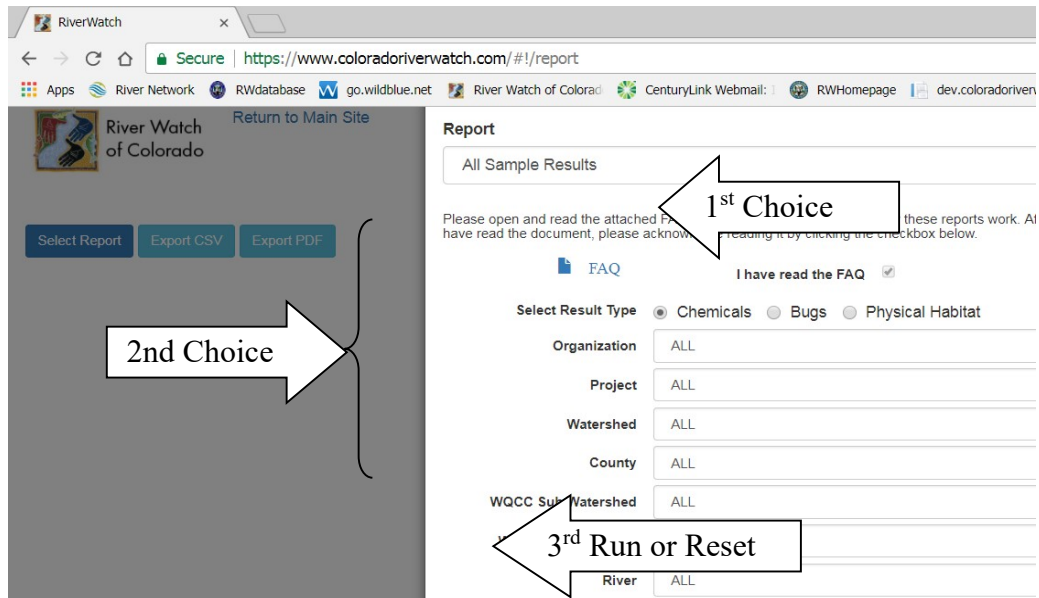 RiverWatch
Secure | https://www.coloradoriverwatch.com/#!/report
Apps River Network RWdatabase go.wildblue.net River Watch of Colorad CenturyLink Webmail: RWHomepage dev.coloradoriverv
River Watch
of Colorado
Return to Main Site
Select Report Export CSV Export PDF
2nd Choice
Report
All Sample Results
1st Choice
Please open and read the attached these reports work. Af
have read the document, please reading it by clicking the checkbox below.
FAQ I have read the FAQ
Select Result Type Chemicals Bugs Physical Habitat
Organization ALL
Project ALL
Watershed ALL
County ALL
WQCC Sub Watershed ALL
3rd Run or Reset
River ALL